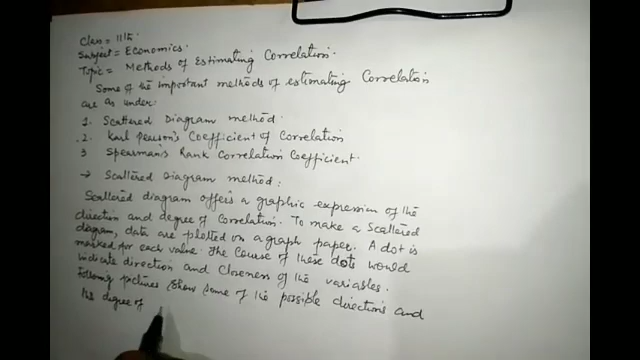 Class = 11th.
Subject = Economics.
Topic = Methods of Estimating Correlation.
Some of the important methods of estimating Correlation
are as under:
1. Scattered Diagram method.
2. Karl Pearson's Coefficient of Correlation
3 Spearman's Rank Correlation Coefficient.
→ Scattered Diagram method:
Scattered diagram offers a graphic expression of the
direction and degree of Correlation. To make a Scattered
diagram, data are plotted on a graph paper. A dot is
marked for each value. The Course of these dots would
indicate direction and Closeness of the variables.
Following pictures show some of the possible directions and
its degree of